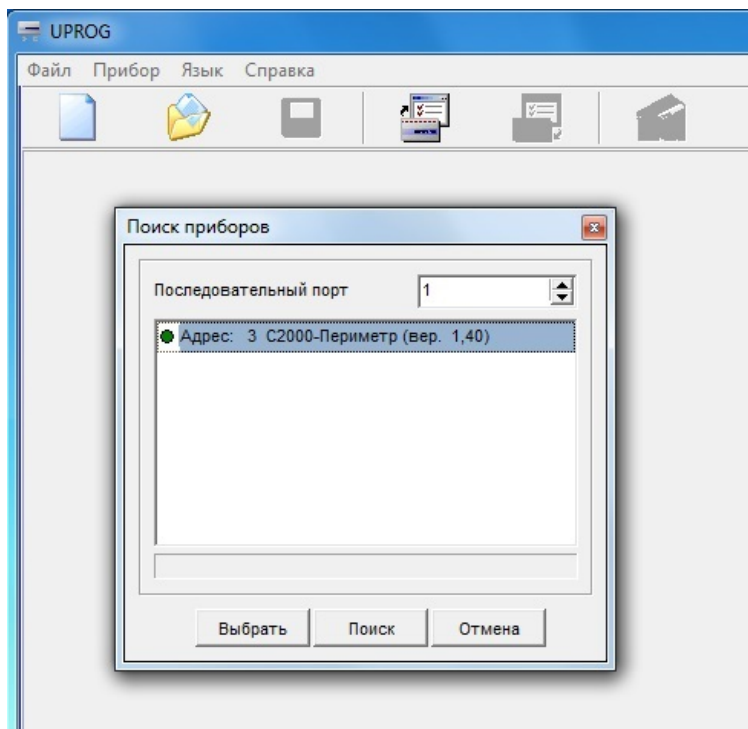 UPROG
Файл Прибор Язык Справка
Поиск приборов
Последовательный порт 1
Адрес: 3 С2000-Периметр (вер. 1,40)
Выбрать Поиск Отмена